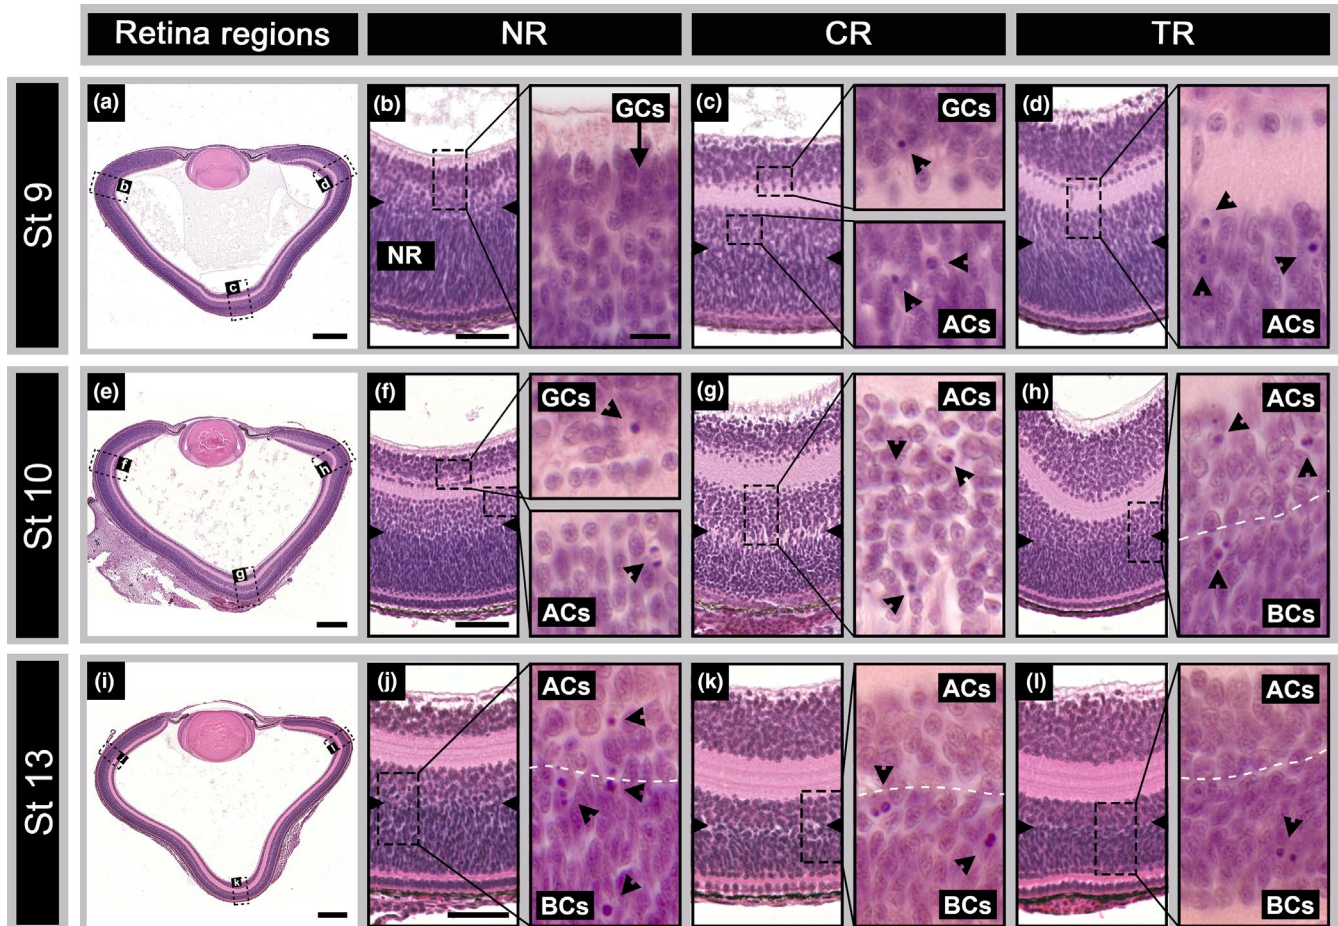 Retina regions NR CR TR
St 9
(a) b d c
(b) NR GCs
(c) GCs ACs
(d) ACs
St 10
(e) f h g
(f) GCs ACs
(g) ACs
(h) ACs BCs
St 13
(i) j l k
(j) ACs BCs
(k) ACs BCs
(l) ACs BCs